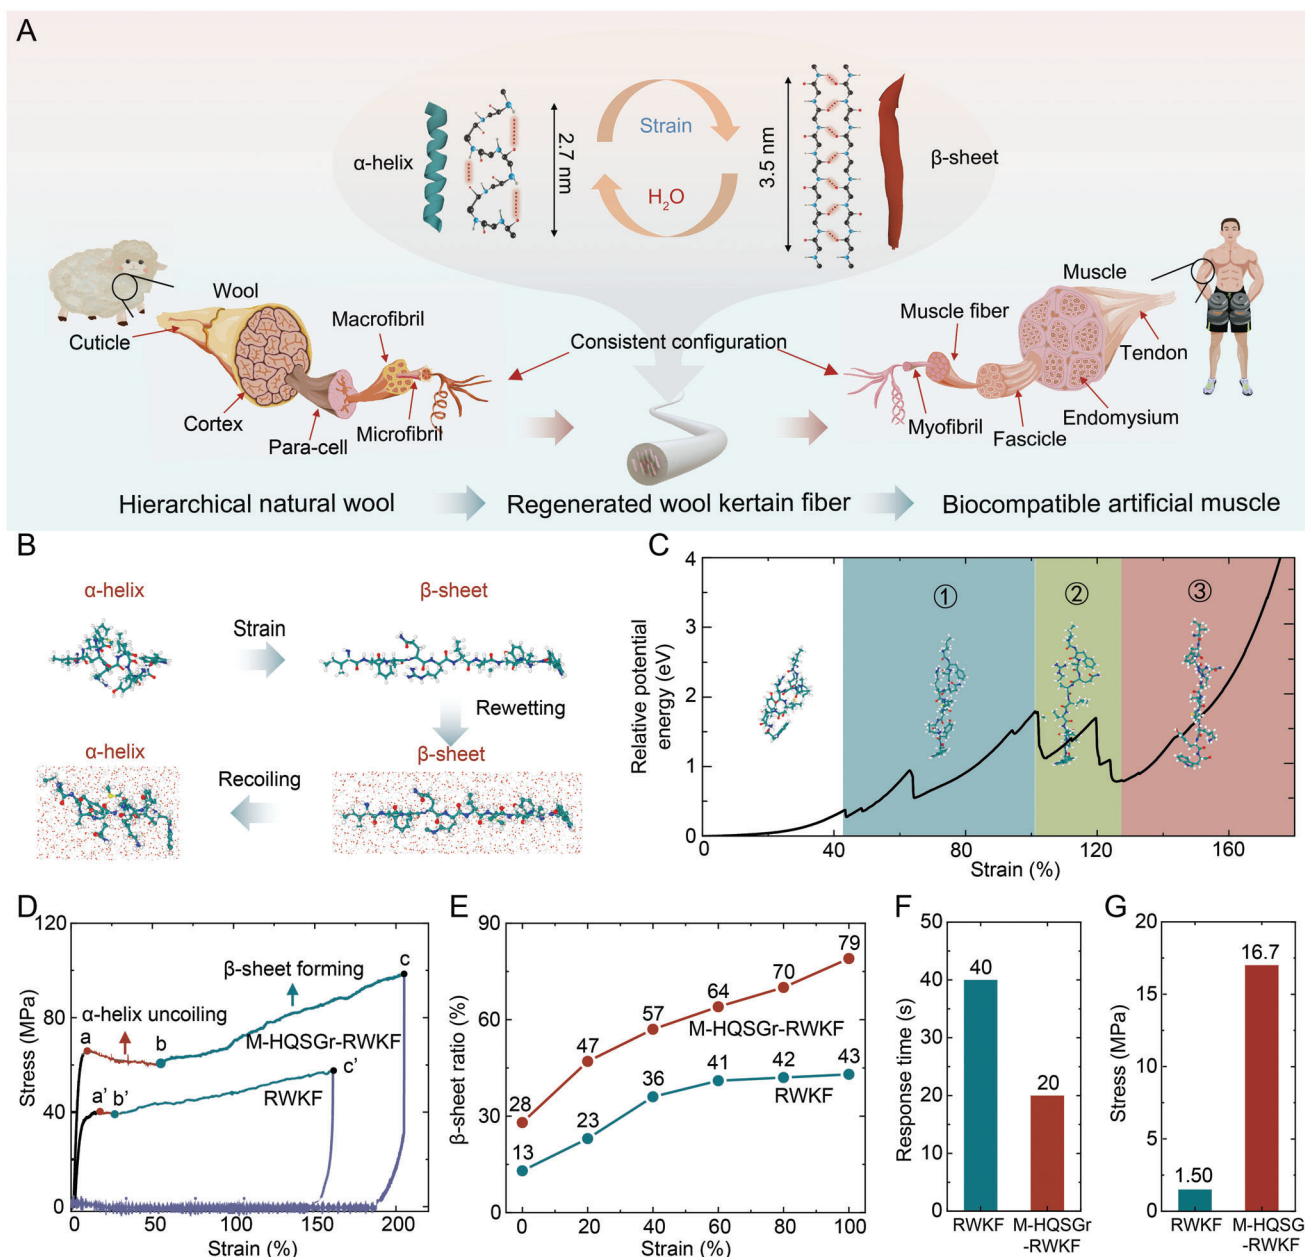 A
α-helix
2.7 nm
Strain
H₂O
3.5 nm
β-sheet
Wool
Cuticle
Cortex
Para-cell
Macrofibril
Microfibril
Consistent configuration
Muscle
Muscle fiber
Tendon
Myofibril
Fascicle
Endomysium
Hierarchical natural wool
Regenerated wool kertain fiber
Biocompatible artificial muscle
B
α-helix
Strain
β-sheet
Rewetting
α-helix
Recoiling
β-sheet
C
Relative potential
energy (eV)
4
3
2
1
0
①
②
③
0 40 80 120 160
Strain (%)
D
Stress (MPa)
120
80
40
0
β-sheet forming
c
α-helix uncoiling
a
b
M-HQSGr-RWKF
a' b'
c'
RWKF
0 50 100 150 200
Strain (%)
E
β-sheet ratio (%)
90
60
30
0
28
47
57
64
70
79
M-HQSGr-RWKF
13
23
36
41
42
43
RWKF
0 20 40 60 80 100
Strain (%)
F
Response time (s)
50
40
30
20
10
0
40
20
RWKF
M-HQSGr
-RWKF
G
Stress (MPa)
20
15
10
5
0
1.50
16.7
RWKF
M-HQSG
-RWKF